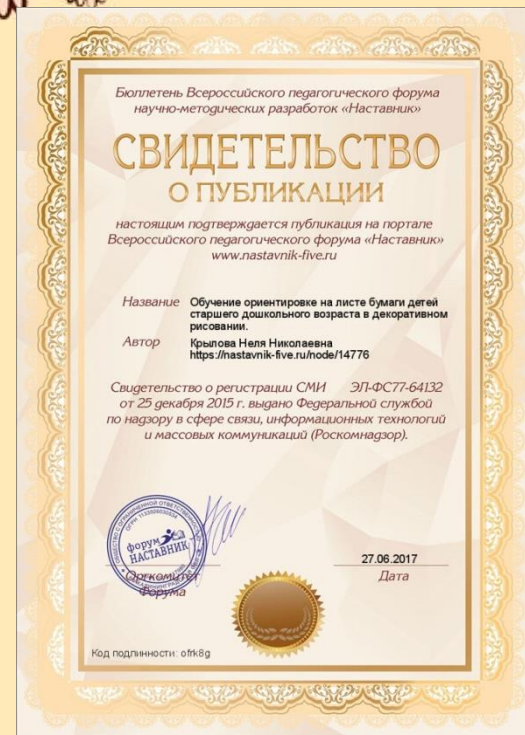 Бюллетень Всероссийского педагогического форума
научно-методических разработок «Наставник»
СВИДЕТЕЛЬСТВО
О ПУБЛИКАЦИИ
настоящим подтверждается публикация на портале
Всероссийского педагогического форума «Наставник»
www.nastavnik-five.ru
Название Обучение ориентировке на листе бумаги детей
старшего дошкольного возраста в декоративном
рисовании.
Автор Крылова Неля Николаевна
https://nastavnik-five.ru/node/14776
Свидетельство о регистрации СМИ ЭЛ-ФС77-64132
от 25 декабря 2015 г. выдано Федеральной службой
по надзору в сфере связи, информационных технологий
и массовых коммуникаций (Роскомнадзор).
форум
НАСТАВНИК
27.06.2017
Оргкомитет
Форума
Дата
Код подлинности: ofrk8g